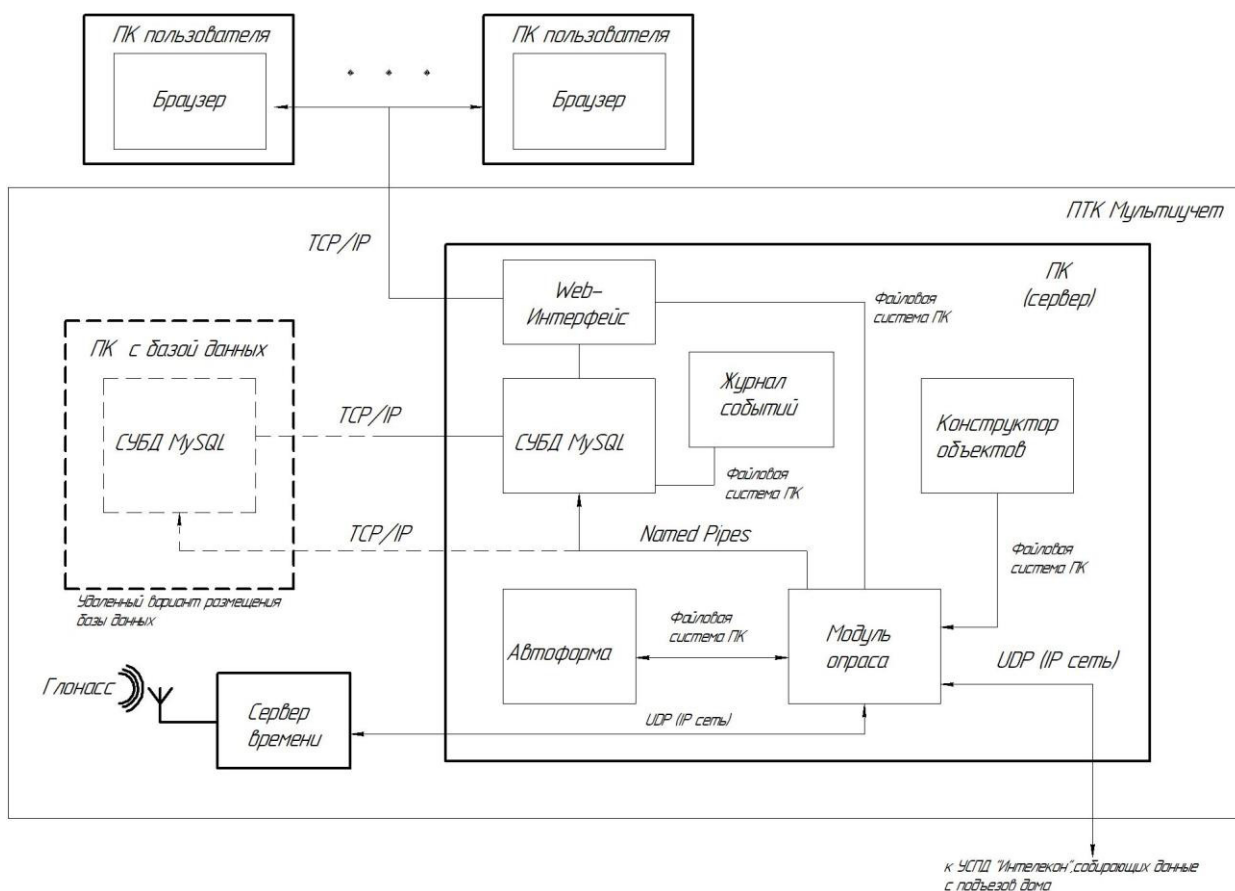 ПК пользователя
Браузер
ПК пользователя
Браузер
ПТК Мультиучет
TCP/IP
ПК
(сервер)
Web-
Интерфейс
Файловая
система ПК
ПК с базой данных
СУБД MySQL
TCP/IP
СУБД MySQL
Журнал
событий
Конструктор
объектов
Файловая
система ПК
TCP/IP
Named Pipes
Файловая
система ПК
Удаленный вариант размещения
базы данных
Автоформа
Файловая
система ПК
Модуль
опраса
UDP (IP сеть)
Глонасс
Сервер
времени
UDP (IP сеть)
к УСПД "Интелекон",собирающих данные
с подъезов дома